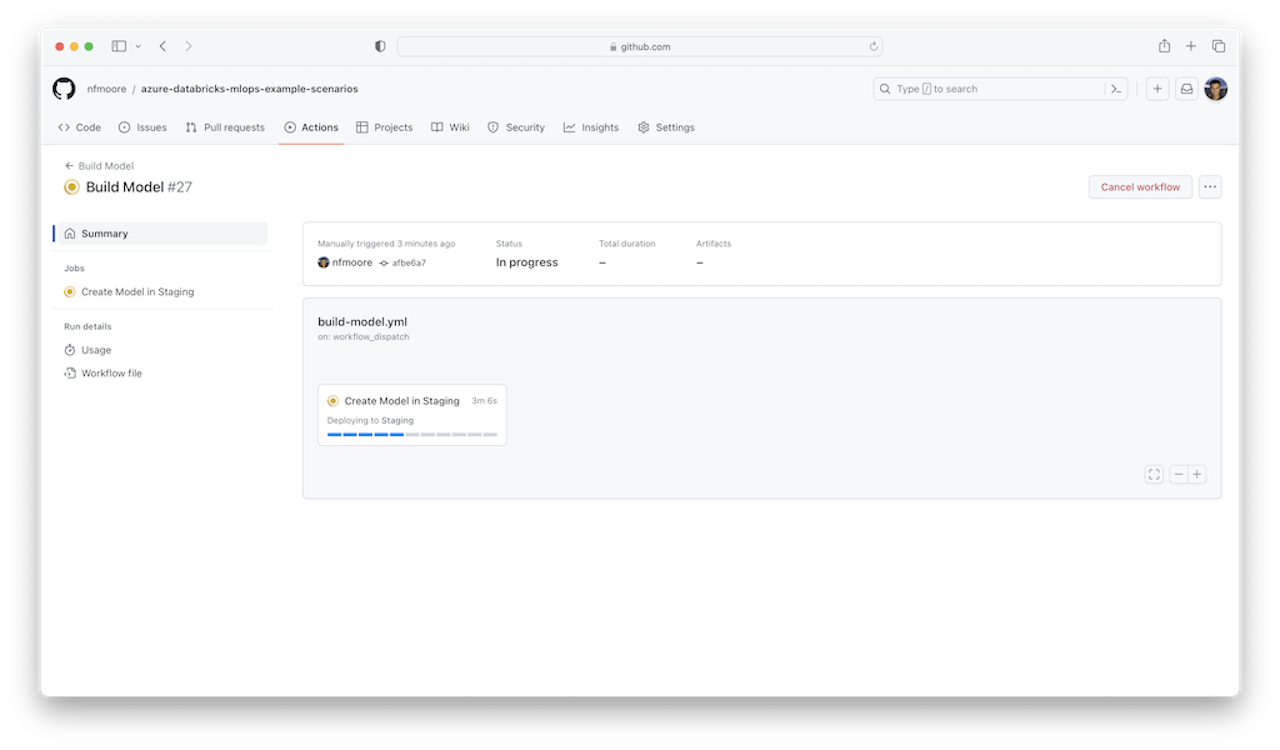 github.com
nfmoore / azure-databricks-mlops-example-scenarios
Type / to search
Code Issues Pull requests Actions Projects Wiki Security Insights Settings
Build Model
Build Model #27
Cancel workflow
Summary
Jobs
Create Model in Staging
Run details
Usage
Workflow file
Manually triggered 3 minutes ago
nfmoore afbe6a7
Status
In progress
Total duration
–
Artifacts
–
build-model.yml
on: workflow_dispatch
Create Model in Staging 3m 6s
Deploying to Staging